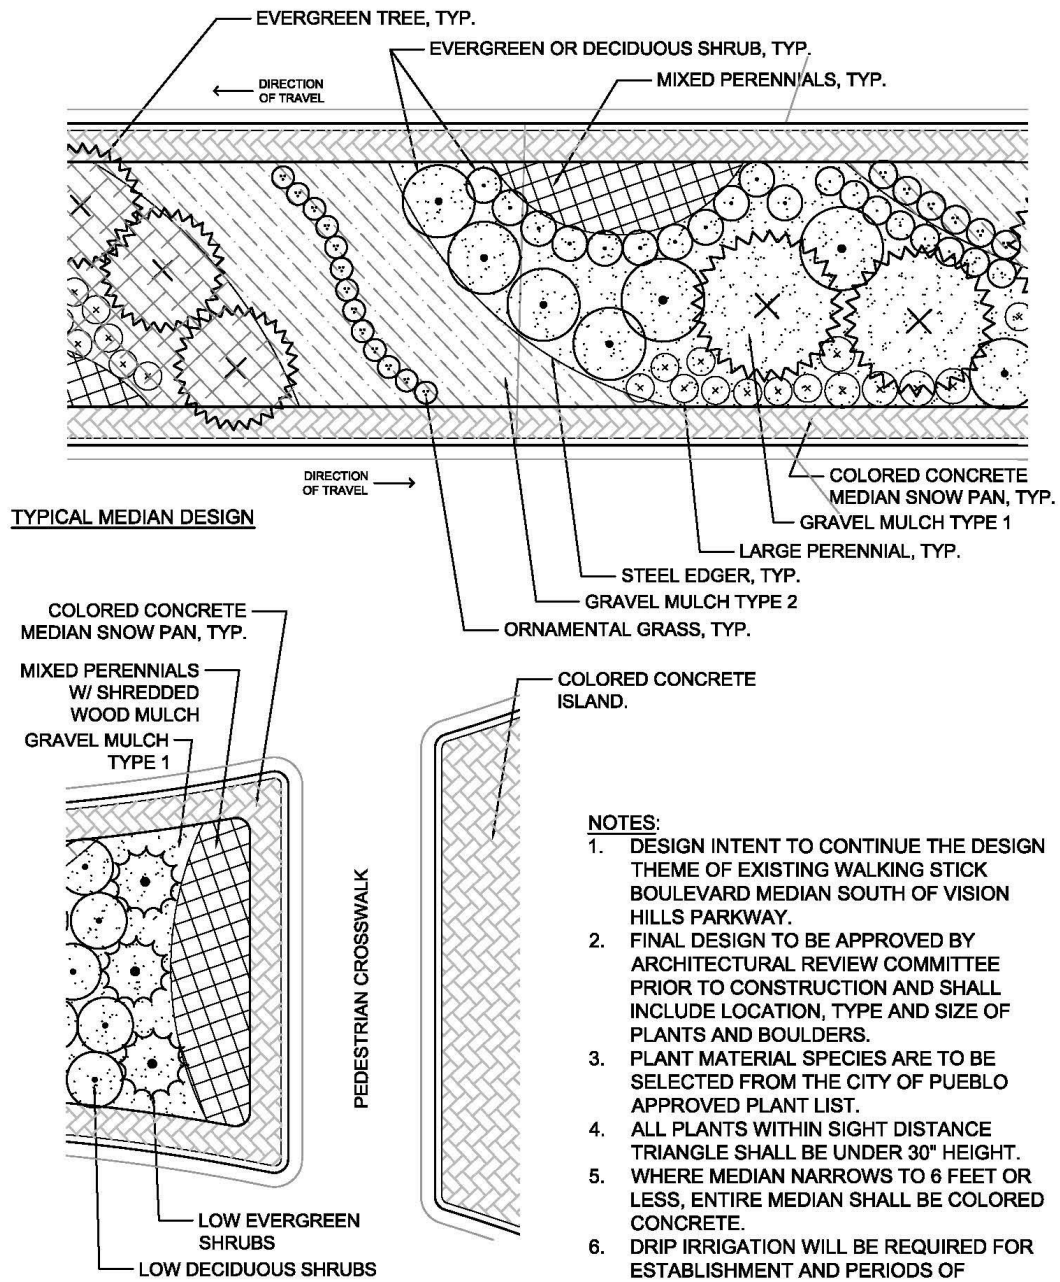 EVERGREEN TREE, TYP.
EVERGREEN OR DECIDUOUS SHRUB, TYP.
MIXED PERENNIALS, TYP.
DIRECTION
OF TRAVEL
DIRECTION
OF TRAVEL
COLORED CONCRETE
MEDIAN SNOW PAN, TYP.
GRAVEL MULCH TYPE 1
LARGE PERENNIAL, TYP.
STEEL EDGER, TYP.
GRAVEL MULCH TYPE 2
ORNAMENTAL GRASS, TYP.
TYPICAL MEDIAN DESIGN
COLORED CONCRETE
MEDIAN SNOW PAN, TYP.
MIXED PERENNIALS
W/ SHREDDED
WOOD MULCH
GRAVEL MULCH
TYPE 1
COLORED CONCRETE
ISLAND.
PEDESTRIAN CROSSWALK
LOW EVERGREEN
SHRUBS
LOW DECIDUOUS SHRUBS
NOTES:
1. DESIGN INTENT TO CONTINUE THE DESIGN
THEME OF EXISTING WALKING STICK
BOULEVARD MEDIAN SOUTH OF VISION
HILLS PARKWAY.
2. FINAL DESIGN TO BE APPROVED BY
ARCHITECTURAL REVIEW COMMITTEE
PRIOR TO CONSTRUCTION AND SHALL
INCLUDE LOCATION, TYPE AND SIZE OF
PLANTS AND BOULDERS.
3. PLANT MATERIAL SPECIES ARE TO BE
SELECTED FROM THE CITY OF PUEBLO
APPROVED PLANT LIST.
4. ALL PLANTS WITHIN SIGHT DISTANCE
TRIANGLE SHALL BE UNDER 30" HEIGHT.
5. WHERE MEDIAN NARROWS TO 6 FEET OR
LESS, ENTIRE MEDIAN SHALL BE COLORED
CONCRETE.
6. DRIP IRRIGATION WILL BE REQUIRED FOR
ESTABLISHMENT AND PERIODS OF